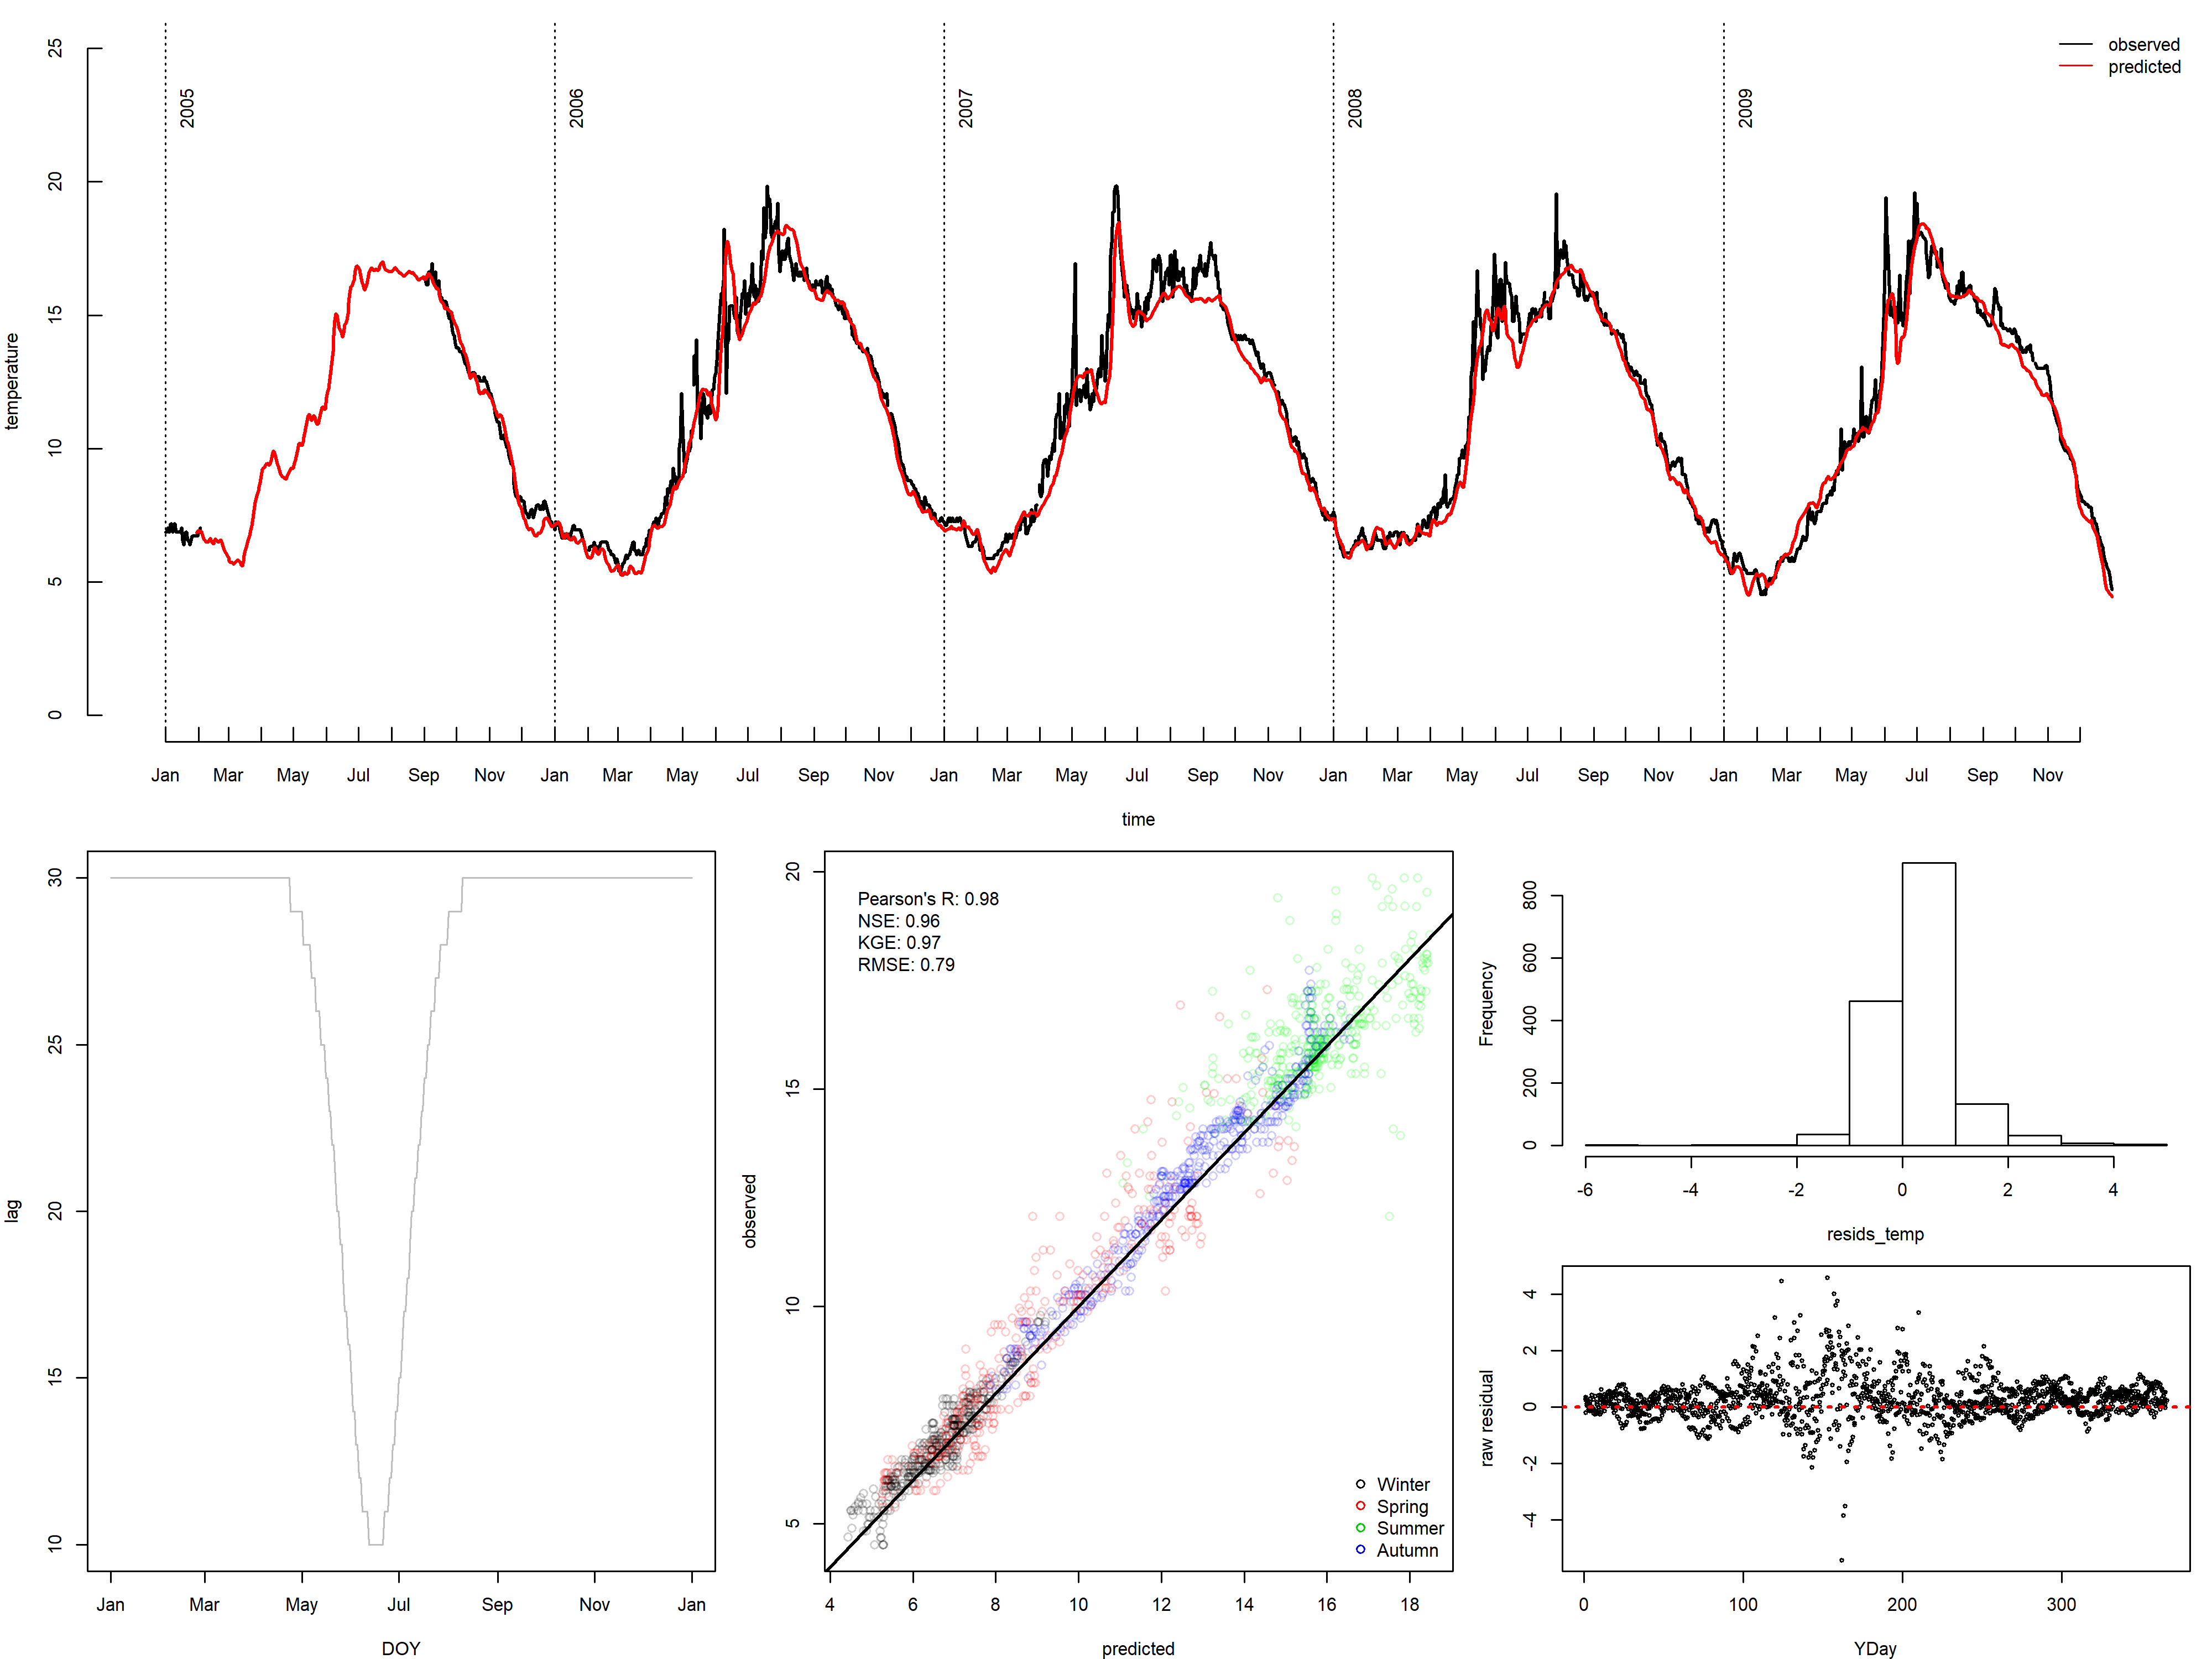 observed
predicted
2005
2006
2007
2008
2009
temperature
25
20
15
10
5
0
Jan Mar May Jul Sep Nov Jan Mar May Jul Sep Nov Jan Mar May Jul Sep Nov Jan Mar May Jul Sep Nov Jan Mar May Jul Sep Nov
time
lag
30
25
20
15
10
Jan Mar May Jul Sep Nov Jan
DOY
observed
20
15
10
5
Pearson's R: 0.98
NSE: 0.96
KGE: 0.97
RMSE: 0.79
Winter
Spring
Summer
Autumn
4 6 8 10 12 14 16 18
predicted
Frequency
800
600
400
200
0
-6 -4 -2 0 2 4
resids_temp
raw residual
4
2
0
-2
-4
0 100 200 300
YDay